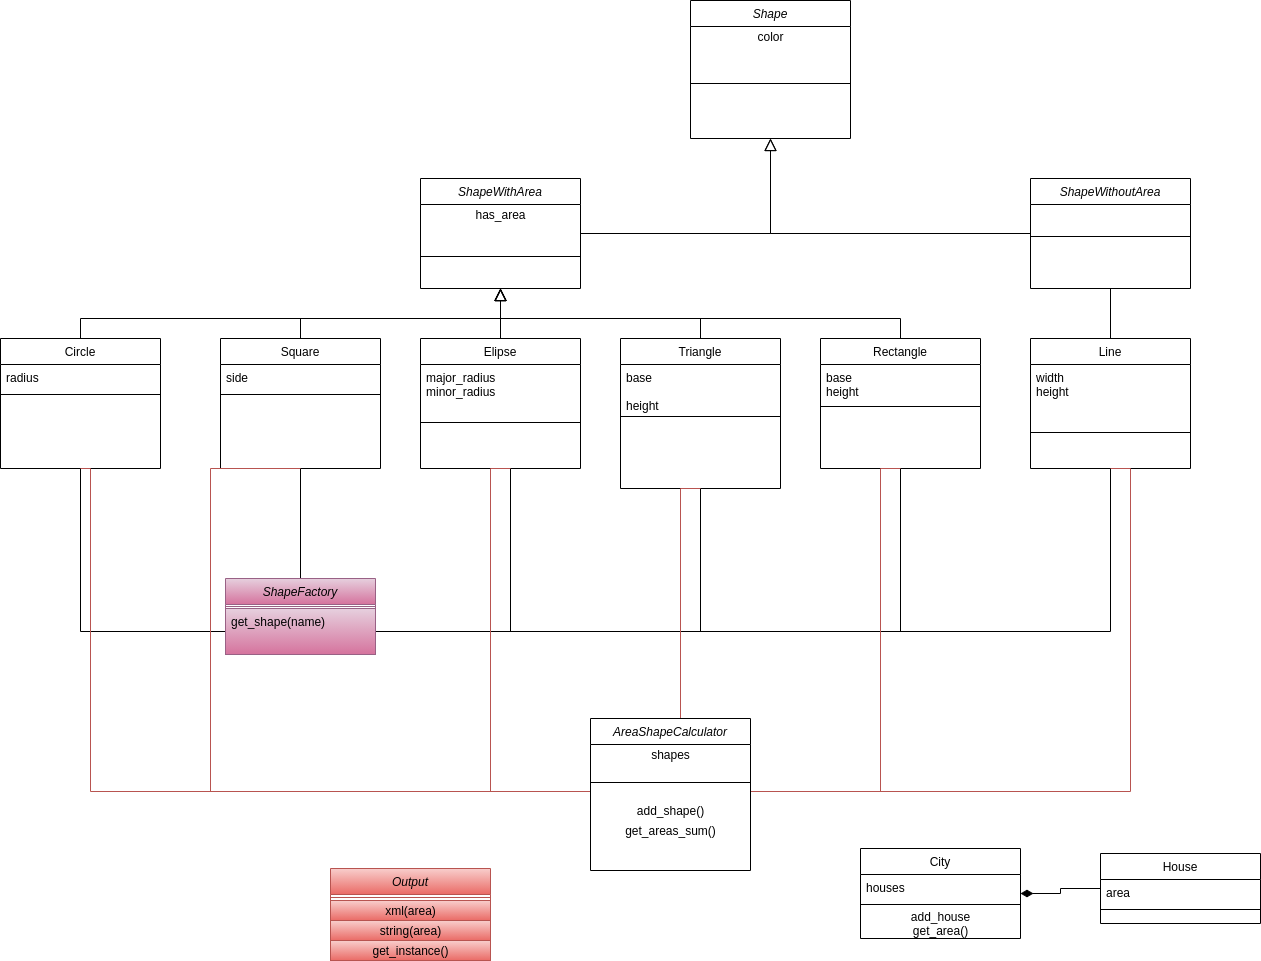 Shape
color
ShapeWithArea
has_area
ShapeWithoutArea
Circle
radius
Square
side
Elipse
major_radius
minor_radius
Triangle
base
height
Rectangle
base
height
Line
width
height
ShapeFactory
get_shape(name)
AreaShapeCalculator
shapes
add_shape()
get_areas_sum()
Output
xml(area)
string(area)
get_instance()
City
houses
add_house
get_area()
House
area